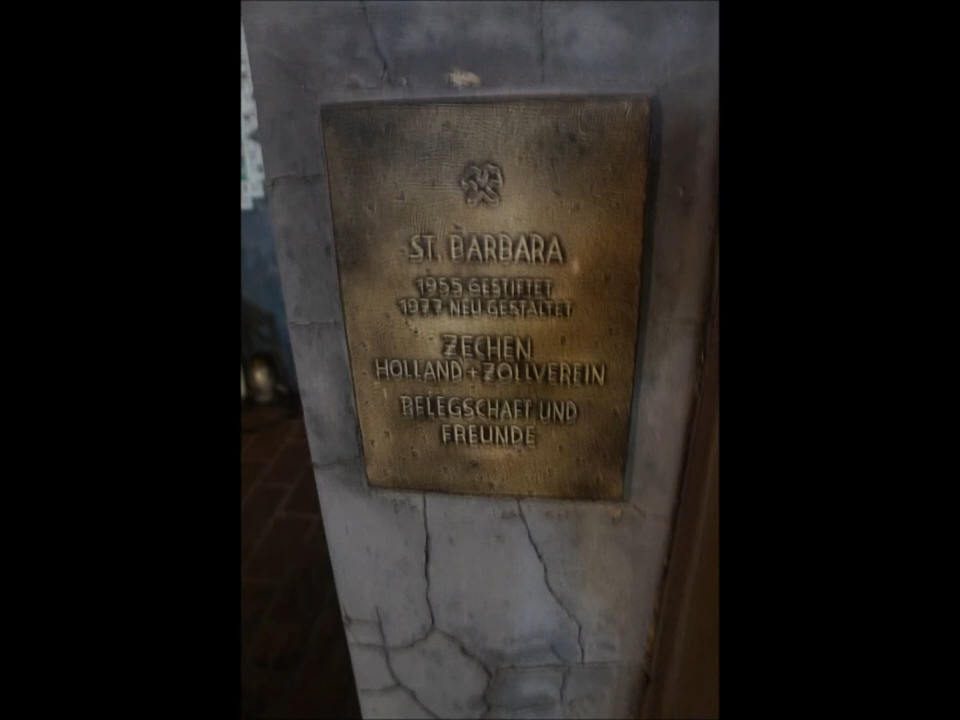 ST. BARBARA
1955 GESTIFTET
1977 NEU GESTALTET
ZECHEN
HOLLAND + ZOLLVEREIN
BELEGSCHAFT UND
FREUNDE